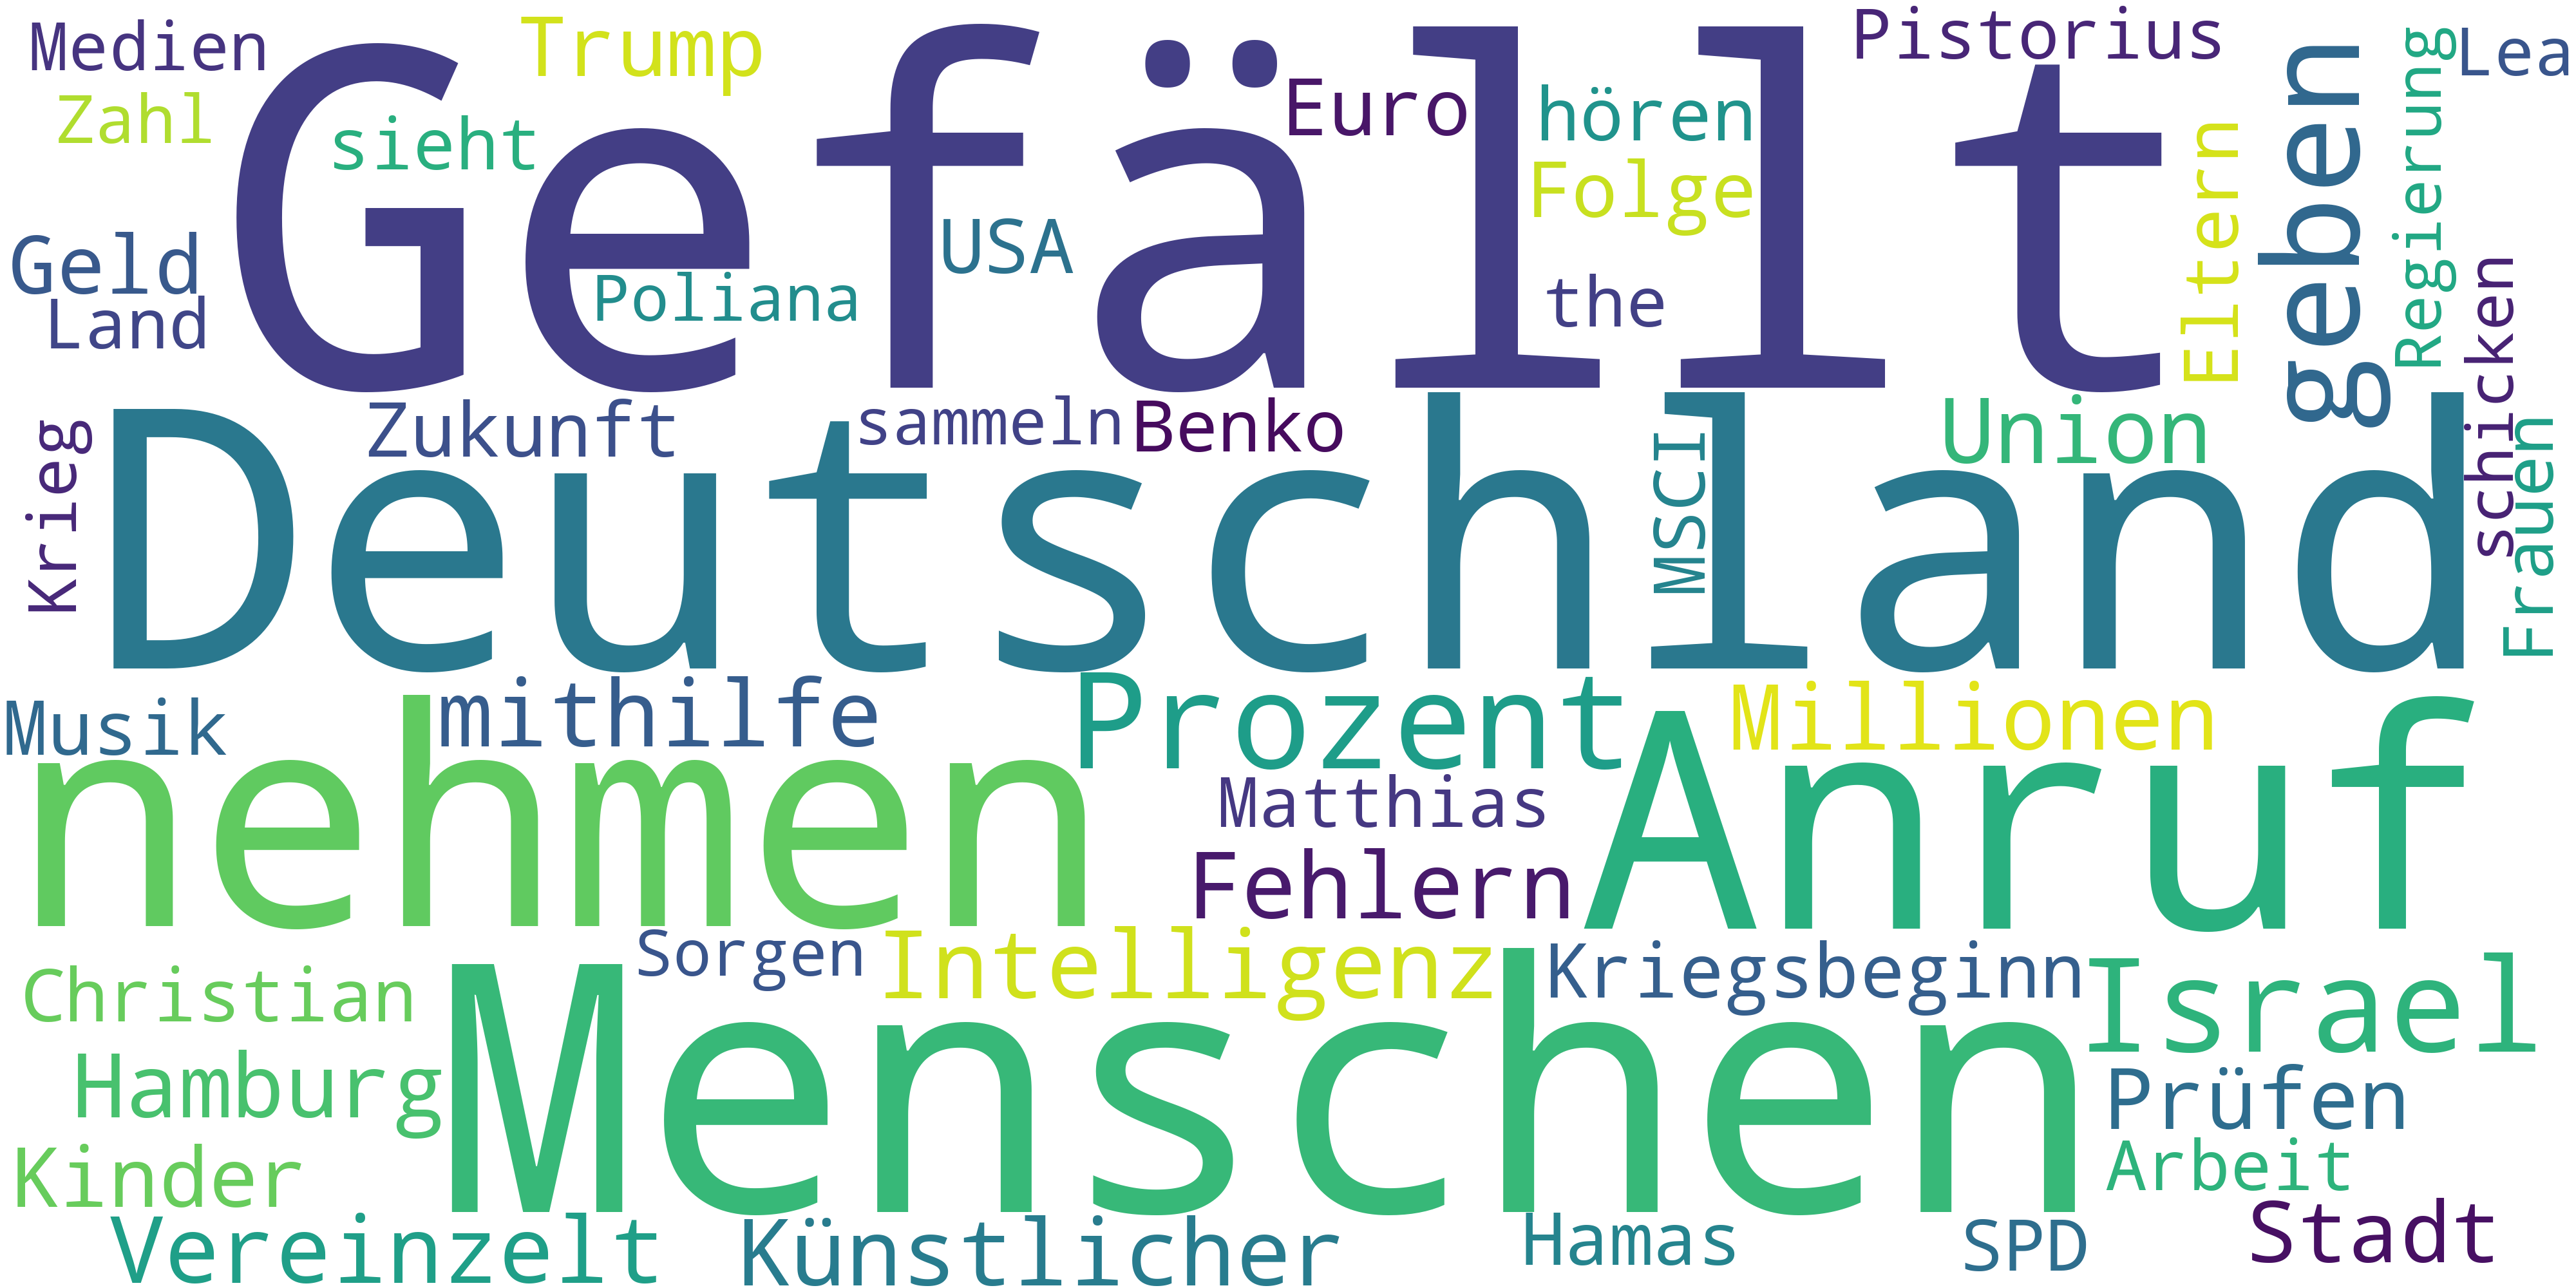 Medien
Trump
Pistorius
Lea
Zahl
sieht
Gefällt
Euro
hören
Folge
Eltern
geben
Regierung
Geld
Land
Poliana
USA
the
schicken
Krieg
Zukunft
sammeln
Benko
MSCI
Union
Deutschland
Frauen
Musik
mithilfe
Prozent
Millionen
nehmen
Matthias
Anruf
Fehlern
Sorgen
Intelligenz
Kriegsbeginn
Israel
Christian
Hamburg
Menschen
Prüfen
Kinder
Arbeit
Vereinzelt
Künstlicher
Hamas
SPD
Stadt